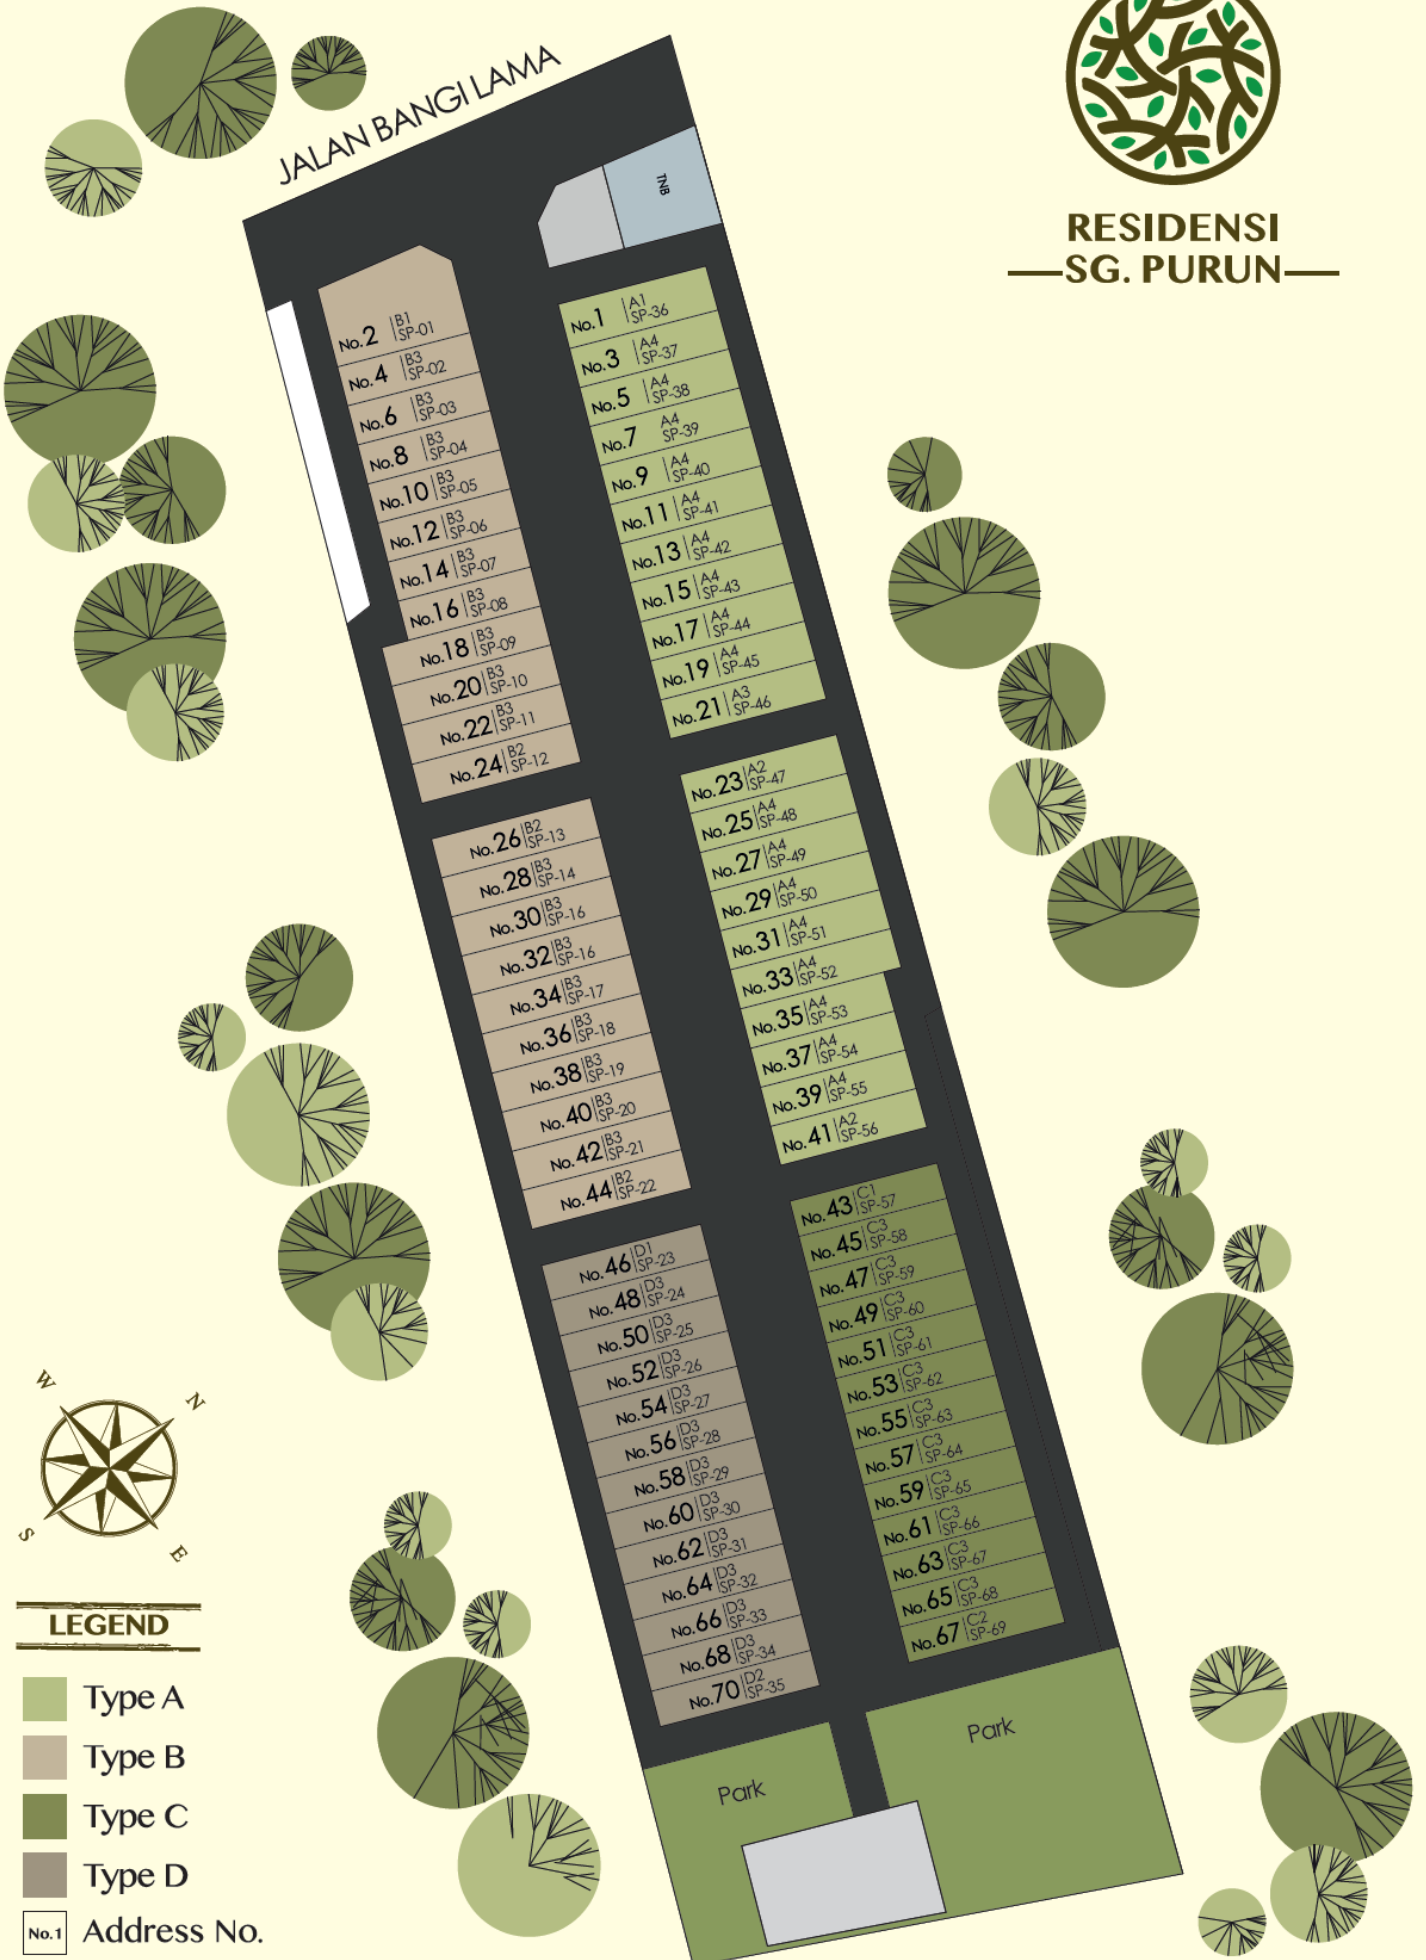 JALAN BANGI LAMA
TNB
RESIDENSI
SG. PURUN
No.2 B1
SP-01
No.4 B3
SP-02
No.6 B3
SP-03
No.8 B3
SP-04
No.10 B3
SP-05
No.12 B3
SP-06
No.14 B3
SP-07
No.16 B3
SP-08
No.18 B3
SP-09
No.20 B3
SP-10
No.22 B3
SP-11
No.24 B2
SP-12
No.26 B2
SP-13
No.28 B3
SP-14
No.30 B3
SP-16
No.32 B3
SP-16
No.34 B3
SP-17
No.36 B3
SP-18
No.38 B3
SP-19
No.40 B3
SP-20
No.42 B3
SP-21
No.44 B2
SP-22
No.46 D1
SP-23
No.48 D3
SP-24
No.50 D3
SP-25
No.52 D3
SP-26
No.54 D3
SP-27
No.56 D3
SP-28
No.58 D3
SP-29
No.60 D3
SP-30
No.62 D3
SP-31
No.64 D3
SP-32
No.66 D3
SP-33
No.68 D3
SP-34
No.70 D2
SP-35
No.1 A1
SP-36
No.3 A4
SP-37
No.5 A4
SP-38
No.7 A4
SP-39
No.9 A4
SP-40
No.11 A4
SP-41
No.13 A4
SP-42
No.15 A4
SP-43
No.17 A4
SP-44
No.19 A4
SP-45
No.21 A3
SP-46
No.23 A2
SP-47
No.25 A4
SP-48
No.27 A4
SP-49
No.29 A4
SP-50
No.31 A4
SP-51
No.33 A4
SP-52
No.35 A4
SP-53
No.37 A4
SP-54
No.39 A4
SP-55
No.41 A2
SP-56
No.43 C1
SP-57
No.45 C3
SP-58
No.47 C3
SP-59
No.49 C3
SP-60
No.51 C3
SP-61
No.53 C3
SP-62
No.55 C3
SP-63
No.57 C3
SP-64
No.59 C3
SP-65
No.61 C3
SP-66
No.63 C3
SP-67
No.65 C3
SP-68
No.67 C2
SP-69
Park
Park
W
N
S
E
LEGEND
Type A
Type B
Type C
Type D
No.1 Address No.